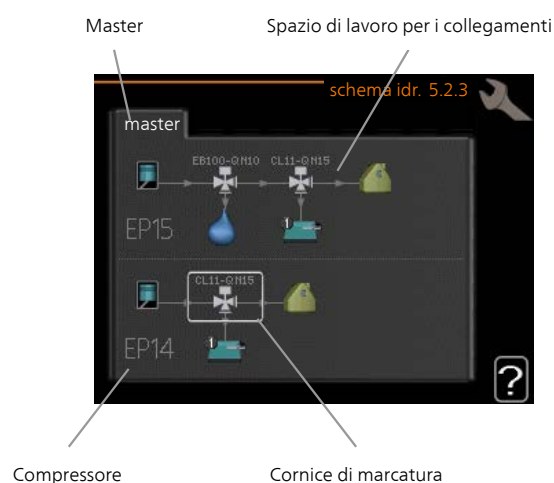 Master Spazio di lavoro per i collegamenti
schema idr. 5.2.3
master
EB100-QN10 CL11-QN15
EP15
1
CL11-QN15
EP14
1
?
Compressore Cornice di marcatura